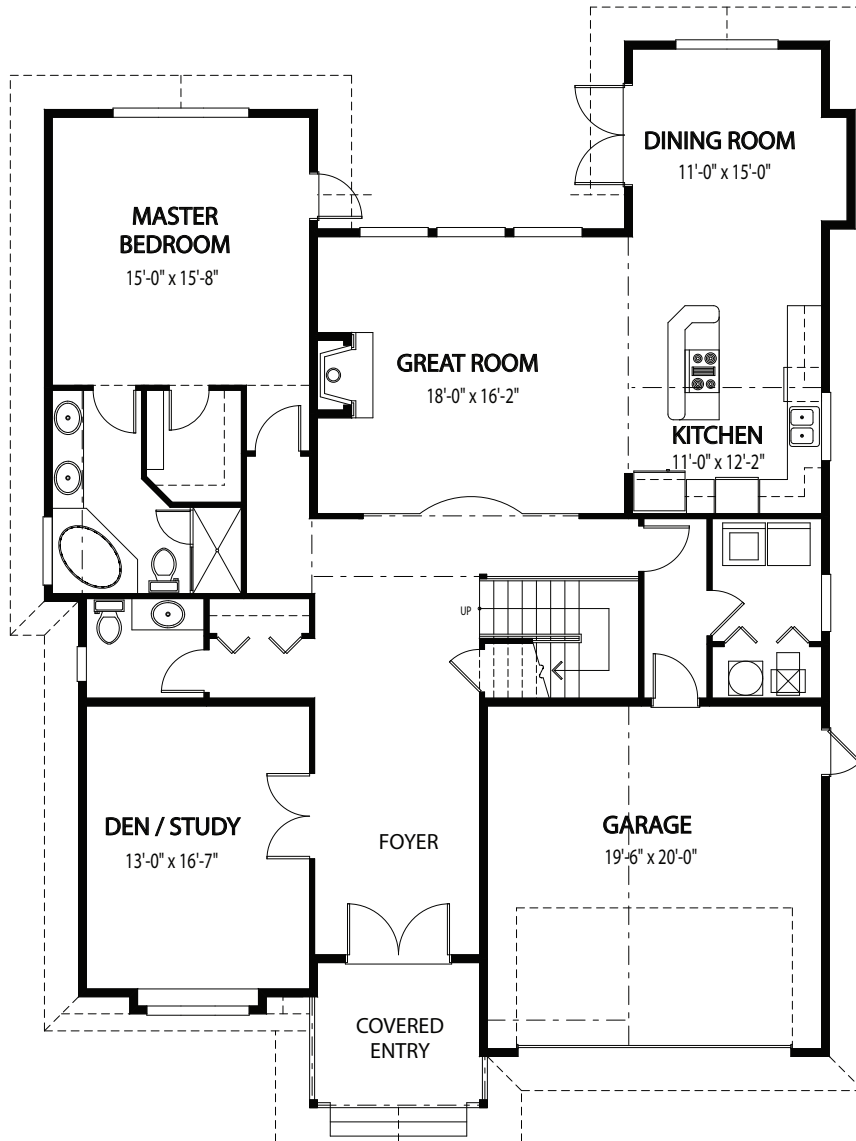 DINING ROOM
11'-0" x 15'-0"
MASTER
BEDROOM
15'-0" x 15'-8"
GREAT ROOM
18'-0" x 16'-2"
KITCHEN
11'-0" x 12'-2"
UP
DEN / STUDY
13'-0" x 16'-7"
FOYER
GARAGE
19'-6" x 20'-0"
COVERED
ENTRY